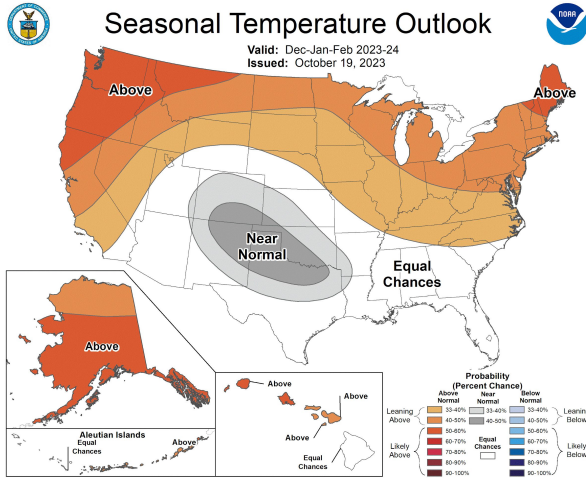 Seasonal Temperature Outlook
Valid: Dec-Jan-Feb 2023-24
Issued: October 19, 2023
NOAA
Above
Above
Near
Normal
Equal
Chances
Above
Aleutian Islands
Equal
Chances
Above
Above
Above
Above
Equal
Chances
Probability
(Percent Chance)
Above
Normal
Near
Normal
Below
Normal
Leaning
Above
33-40%
33-40%
33-40%
Leanin
Below
40-50%
40-50%
40-50%
Likely
Above
50-60%
50-60%
Likely
Below
60-70%
Equal
Chances
60-70%
70-80%
70-80%
80-90%
80-90%
90-100%
90-100%